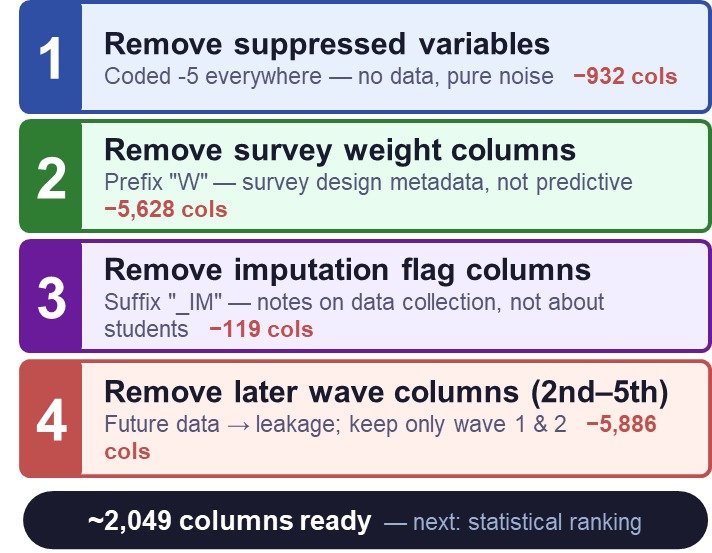 1
Remove suppressed variables
Coded -5 everywhere — no data, pure noise −932 cols
2
Remove survey weight columns
Prefix "W" — survey design metadata, not predictive
−5,628 cols
3
Remove imputation flag columns
Suffix "_IM" — notes on data collection, not about
students −119 cols
4
Remove later wave columns (2nd–5th)
Future data → leakage; keep only wave 1 & 2 −5,886
cols
~2,049 columns ready — next: statistical ranking